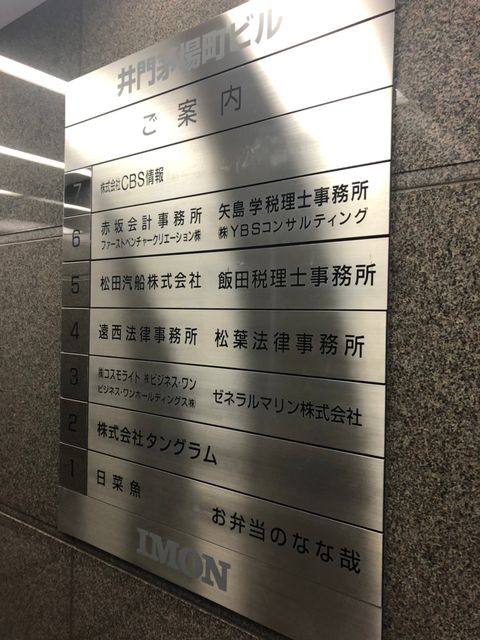 井門茅場町ビル
ご案内
7 株式会社CBS情報
6 赤坂会計事務所 矢島学税理士事務所
ファーストベンチャークリエーション㈱ ㈱YBSコンサルティング
5 松田汽船株式会社 飯田税理士事務所
4 遠西法律事務所 松葉法律事務所
3 ㈱コスモライト ㈱ビジネス・ワン ゼネラルマリン株式会社
ビジネス・ワンホールディングス㈱
2 株式会社タングラム
1 日菜魚 お弁当のなな哉
IMON